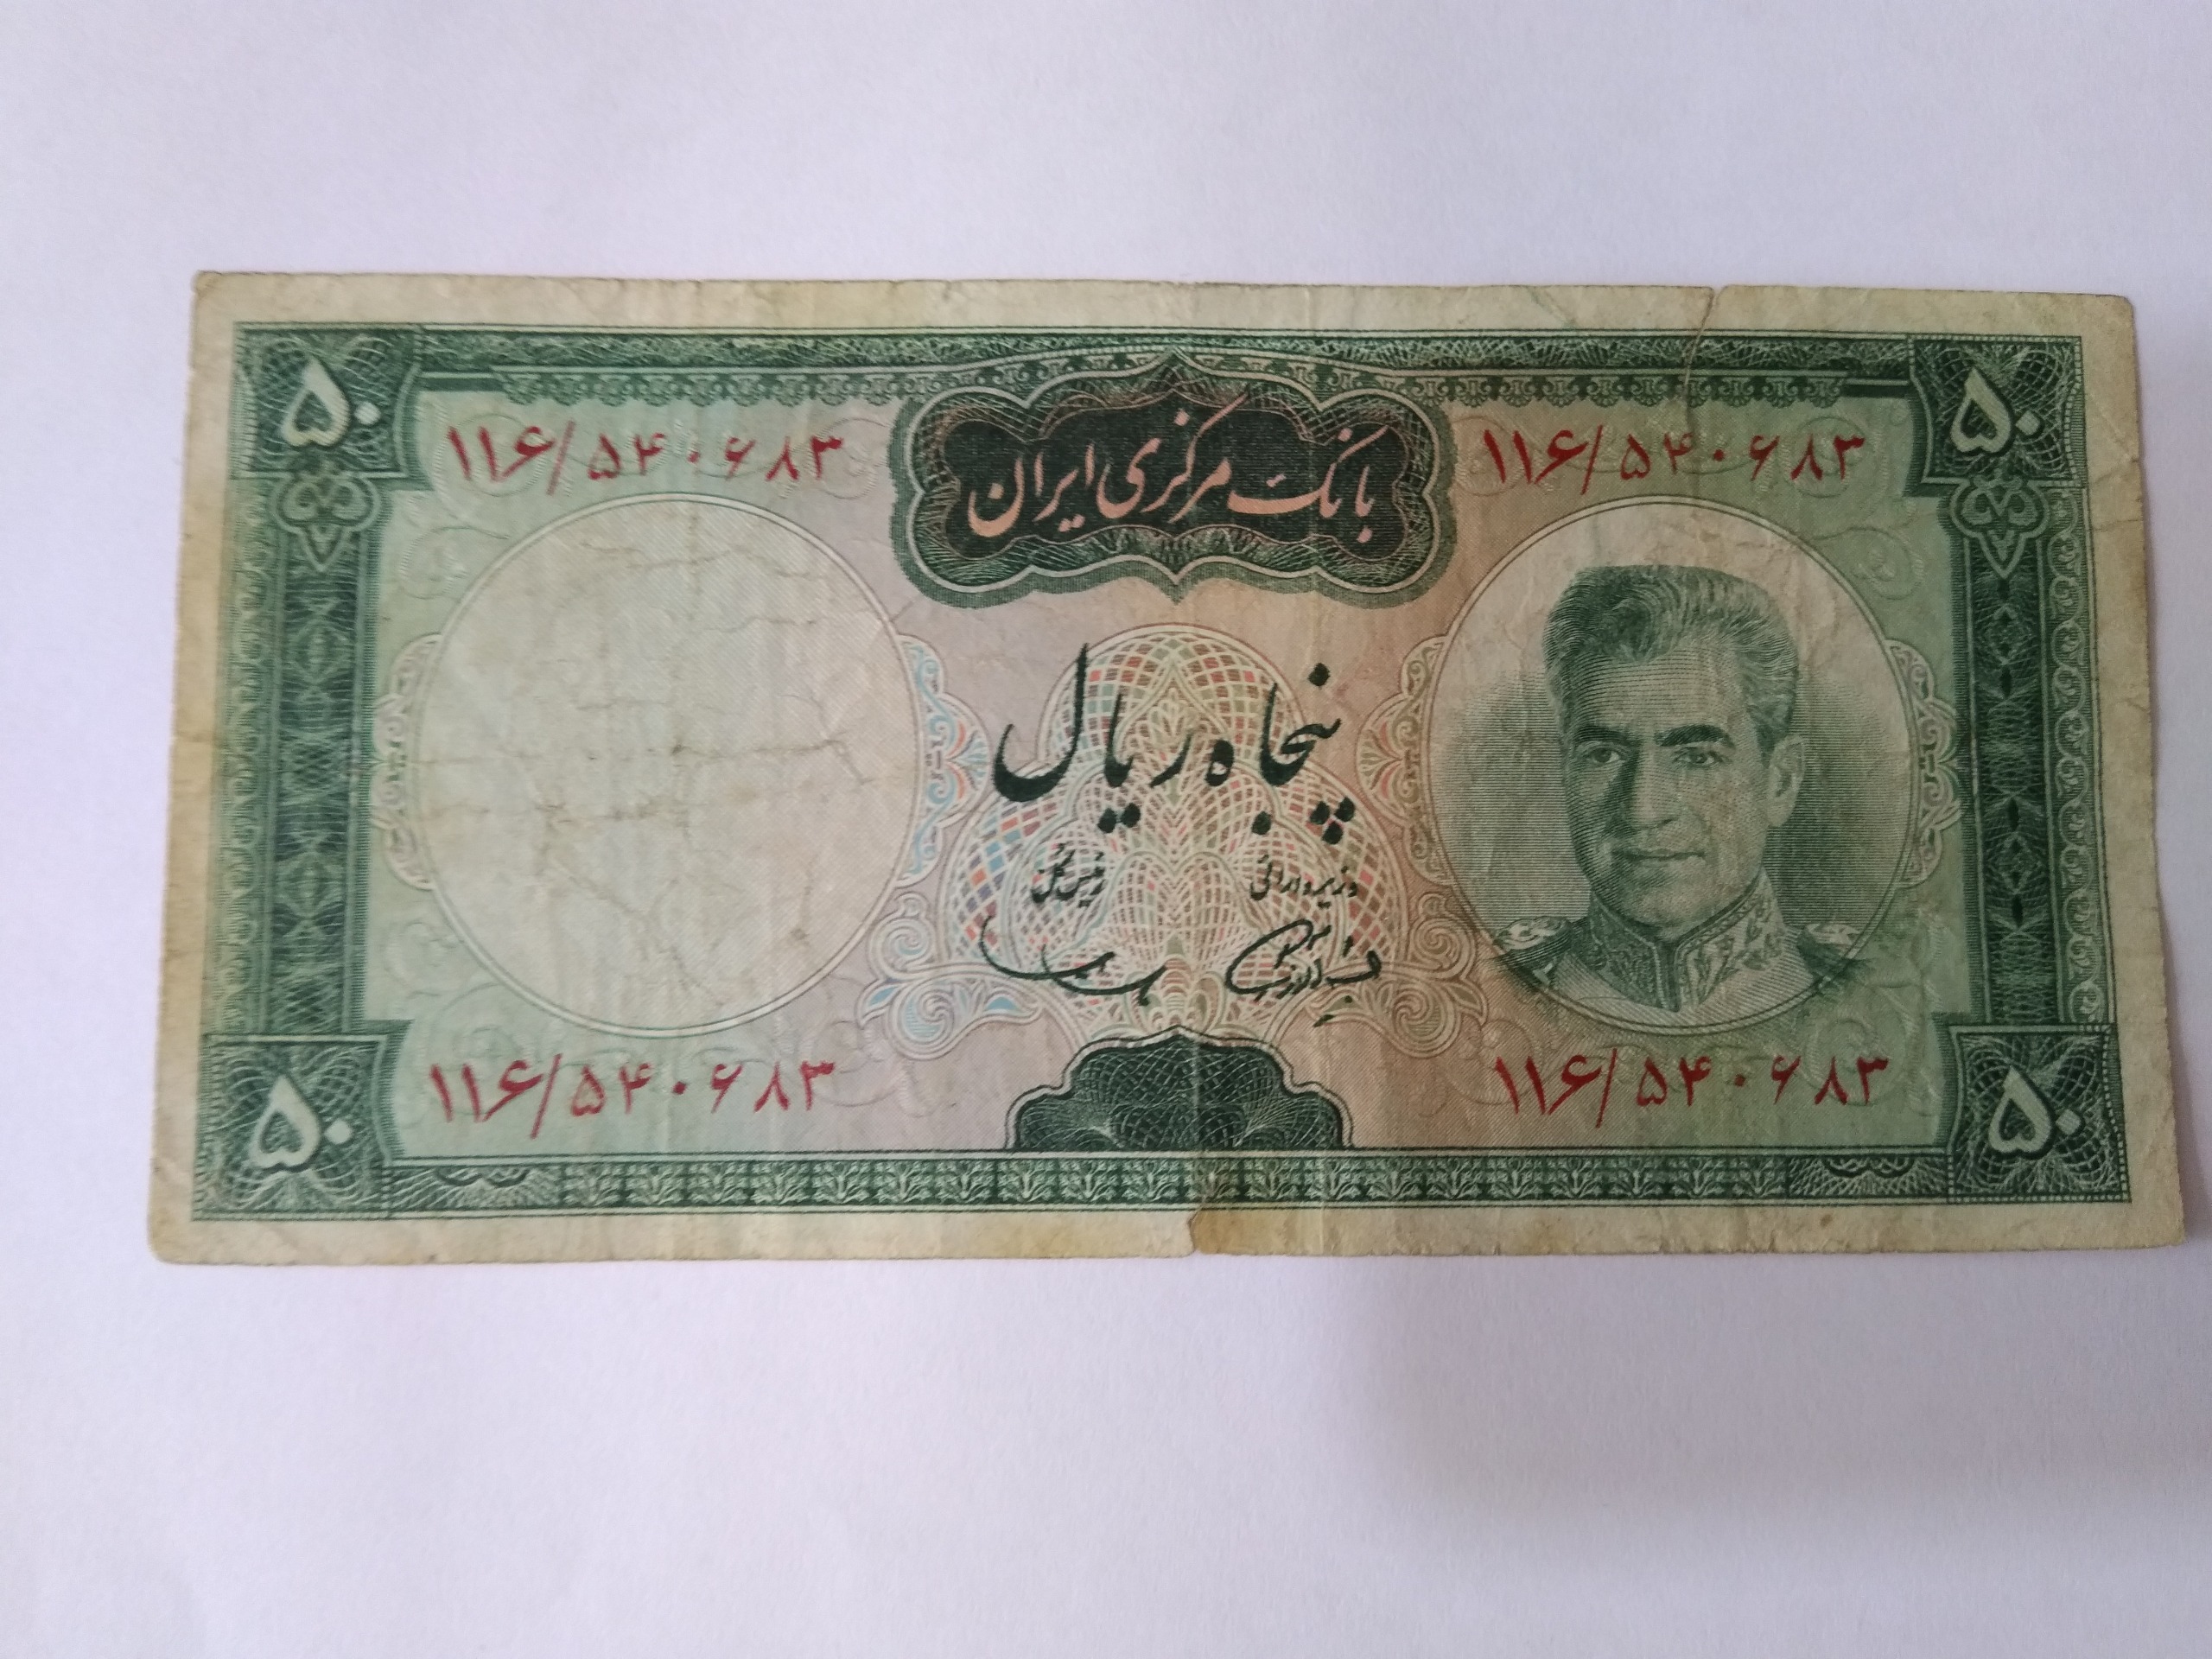 ۵۰
۵۰
۱۱۶/۵۴۰۶۸۳
بانک مرکزی ایران
۱۱۶/۵۴۰۶۸۳
پنجاه ریال
وزیر دارائی
رئیس کل
۱۱۶/۵۴۰۶۸۳
۱۱۶/۵۴۰۶۸۳
۵۰
۵۰